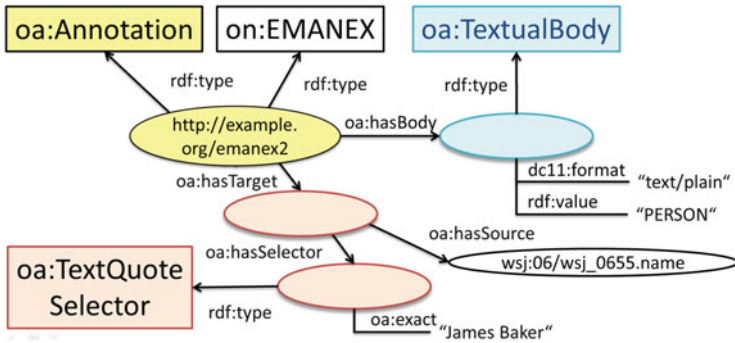 oa:Annotation
on:EMANEX
oa:TextualBody
rdf:type
rdf:type
rdf:type
http://example.
org/emanex2
oa:hasBody
oa:hasTarget
dc11:format
"text/plain"
rdf:value
"PERSON"
oa:hasSource
oa:hasSelector
wsj:06/wsj_0655.name
oa:TextQuote
Selector
rdf:type
oa:exact
"James Baker"